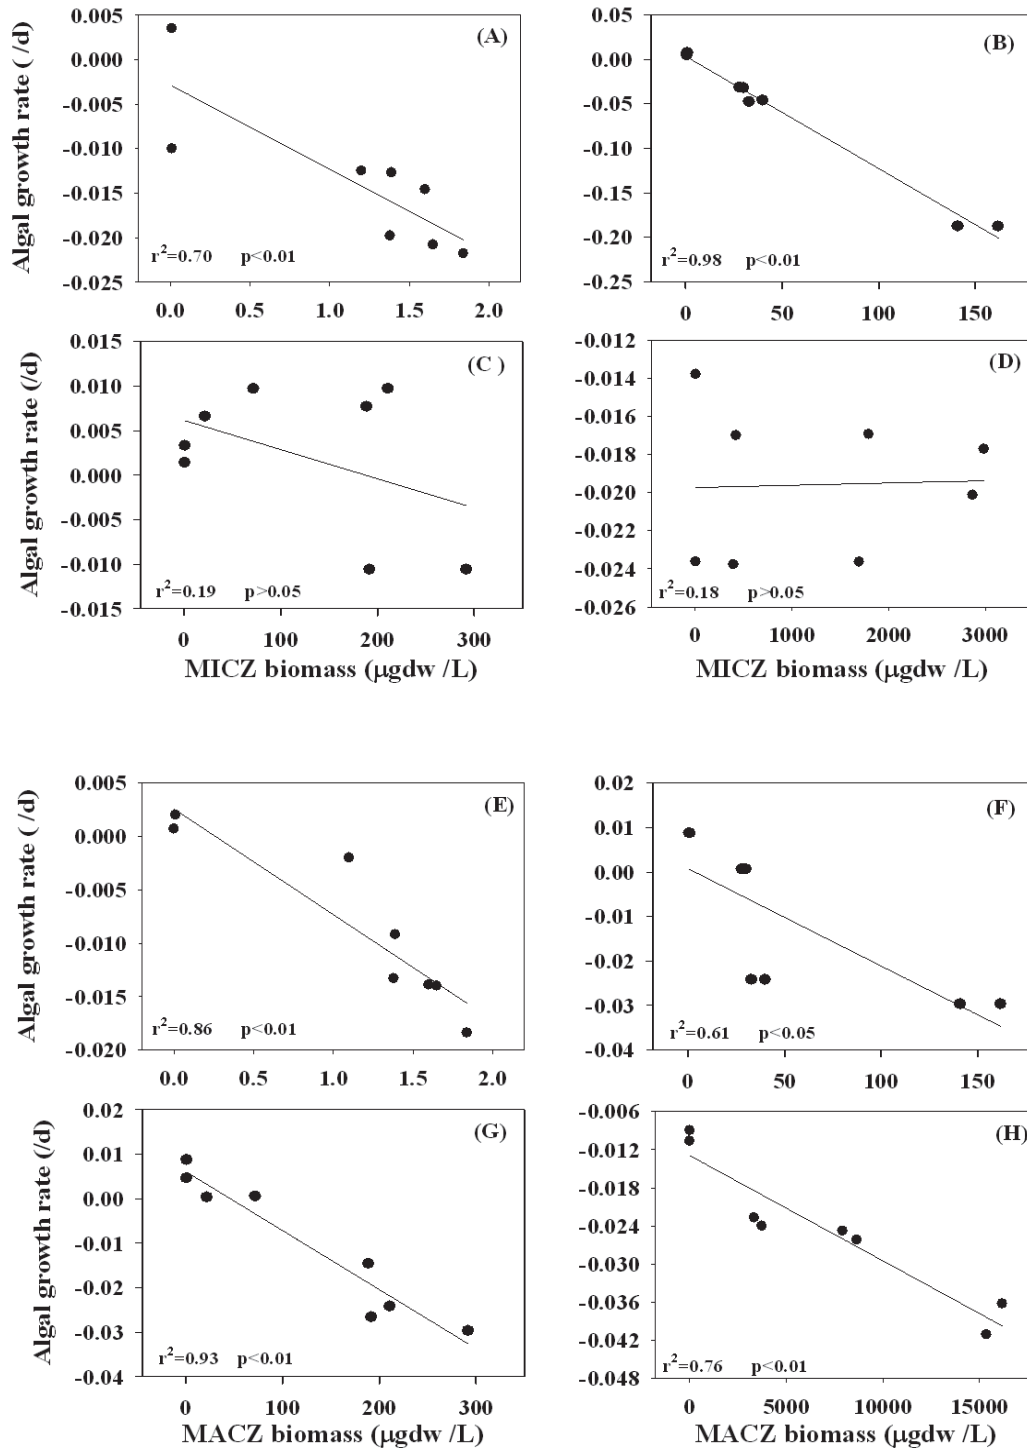 Algal growth rate ( /d)
0.005
0.000
-0.005
-0.010
-0.015
-0.020
-0.025
(A)
r²=0.70 p<0.01
0.0 0.5 1.0 1.5 2.0
0.05
0.00
-0.05
-0.10
-0.20
-0.25
(B)
r²=0.98 p<0.01
0 50 100 150
Algal growth rate (/d)
0.015
0.010
0.005
0.000
-0.005
-0.010
-0.015
(C )
r²=0.19 p>0.05
0 100 200 300
MICZ biomass (μgdw /L)
-0.012
-0.014
-0.016
-0.018
-0.020
-0.022
-0.024
-0.026
(D)
r²=0.18 p>0.05
0 1000 2000 3000
MICZ biomass (μgdw /L)
Algal growth rate ( /d)
0.005
0.000
-0.005
-0.010
-0.015
-0.020
(E)
r²=0.86 p<0.01
0.0 0.5 1.0 1.5 2.0
0.02
0.01
0.00
-0.01
-0.02
-0.03
-0.04
(F)
r²=0.61 p<0.05
0 50 100 150
Algal growth rate (/d)
0.02
0.01
0.00
-0.01
-0.02
-0.03
-0.04
(G)
r²=0.93 p<0.01
0 100 200 300
MACZ biomass (μgdw /L)
-0.006
-0.012
-0.018
-0.024
-0.030
-0.036
-0.042
-0.048
(H)
r²=0.76 p<0.01
0 5000 10000 15000
MACZ biomass (μgdw /L)